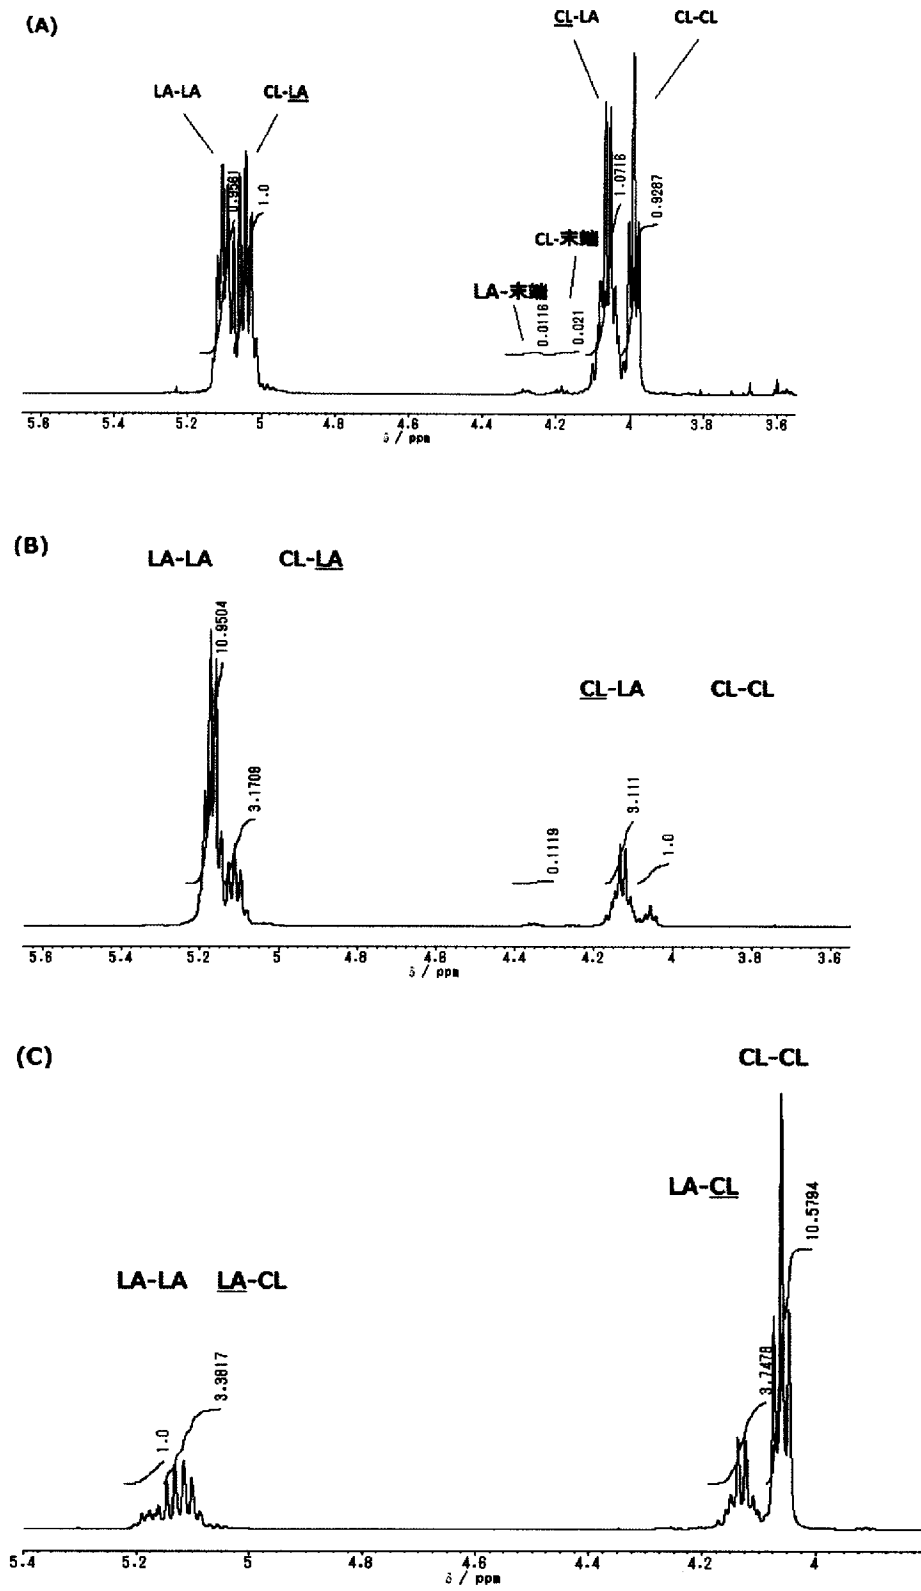 (A)
CL-LA
CL-CL
LA-LA
CL-LA
0.9561
1.0
1.0716
0.9287
CL-末端
LA-末端
0.0116
0.021
5.6 5.4 5.2 5 4.8 4.6 4.4 4.2 4 3.8 3.6
δ / ppm
(B)
LA-LA
CL-LA
10.9504
CL-LA
CL-CL
3.1708
0.1119
3.111
1.0
5.6 5.4 5.2 5 4.8 4.6 4.4 4.2 4 3.8 3.6
δ / ppm
(C)
CL-CL
LA-CL
10.5794
LA-LA
LA-CL
1.0
3.3817
3.7478
5.4 5.2 5 4.8 4.6 4.4 4.2 4
δ / ppm